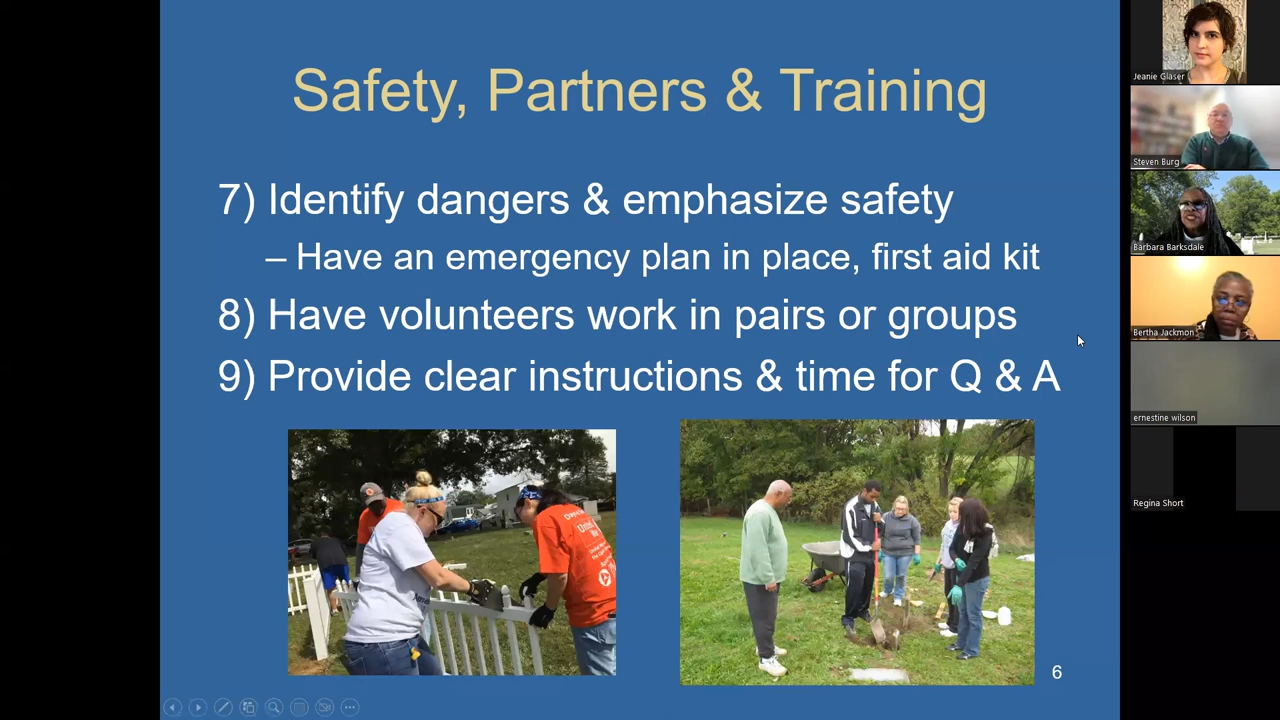 Safety, Partners & Training
7) Identify dangers & emphasize safety
– Have an emergency plan in place, first aid kit
8) Have volunteers work in pairs or groups
9) Provide clear instructions & time for Q & A
6
Jeanie Glaser
Steven Burg
Barbara Barksdale
Bertha Jackmon
ernestine wilson
Regina Short